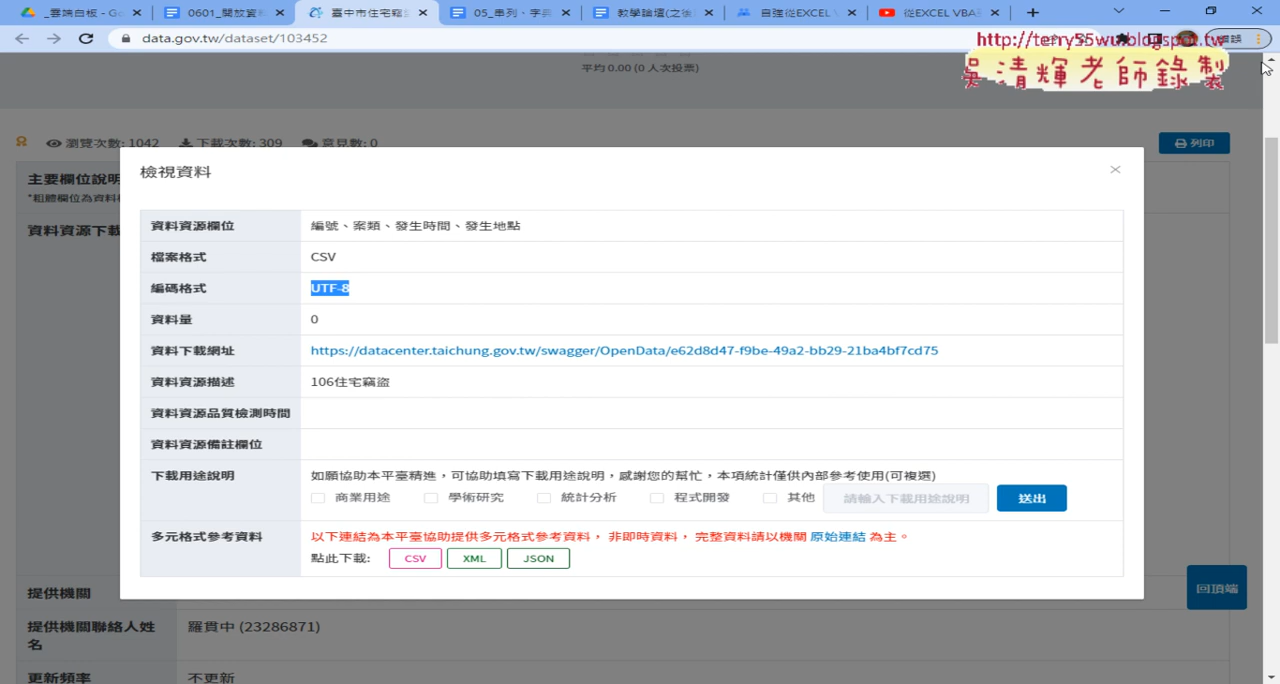 _雲端白板 - Go
0601_開放資料
臺中市住宅竊
05_串列、字典
教學論壇(之後
自強從EXCEL
從EXCEL VBA
data.gov.tw/dataset/103452
http://terry55wu.blogspot.tw
吳清輝老師錄製
平均 0.00 (0 人次投票)
瀏覽次數: 1042
下載次數: 309
意見數: 0
列印
主要欄位說明
*粗體欄位為資料
資料資源下載
檢視資料
資料資源欄位
編號、案類、發生時間、發生地點
檔案格式
CSV
編碼格式
UTF-8
資料量
0
資料下載網址
https://datacenter.taichung.gov.tw/swagger/OpenData/e62d8d47-f9be-49a2-bb29-21ba4bf7cd75
資料資源描述
106住宅竊盜
資料資源品質檢測時間
資料資源備註欄位
下載用途說明
如願協助本平臺精進，可協助填寫下載用途說明，感謝您的幫忙，本項統計僅供內部參考使用(可複選)
商業用途
學術研究
統計分析
程式開發
其他
請輸入下載用途說明
送出
多元格式參考資料
以下連結為本平臺協助提供多元格式參考資料， 非即時資料， 完整資料請以機關 原始連結 為主。
點此下載:
CSV
XML
JSON
回頂端
提供機關
提供機關聯絡人姓名
羅貫中 (23286871)
更新頻率
不更新